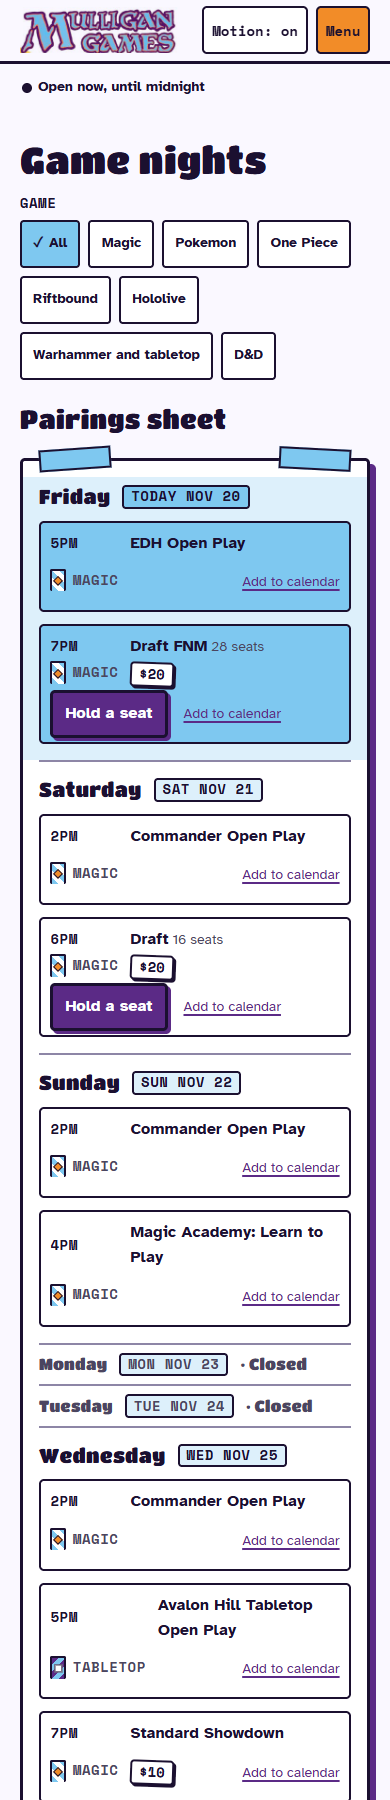 MULLIGAN GAMES
Motion: on
Menu
Open now, until midnight
Game nights
GAME
✓ All
Magic
Pokemon
One Piece
Riftbound
Hololive
Warhammer and tabletop
D&D
Pairings sheet
Friday TODAY NOV 20
5PM EDH Open Play
MAGIC Add to calendar
7PM Draft FNM 28 seats
MAGIC $20
Hold a seat Add to calendar
Saturday SAT NOV 21
2PM Commander Open Play
MAGIC Add to calendar
6PM Draft 16 seats
MAGIC $20
Hold a seat Add to calendar
Sunday SUN NOV 22
2PM Commander Open Play
MAGIC Add to calendar
4PM Magic Academy: Learn to
Play
MAGIC Add to calendar
Monday MON NOV 23 · Closed
Tuesday TUE NOV 24 · Closed
Wednesday WED NOV 25
2PM Commander Open Play
MAGIC Add to calendar
5PM Avalon Hill Tabletop
Open Play
TABLETOP Add to calendar
7PM Standard Showdown
MAGIC $10 Add to calendar